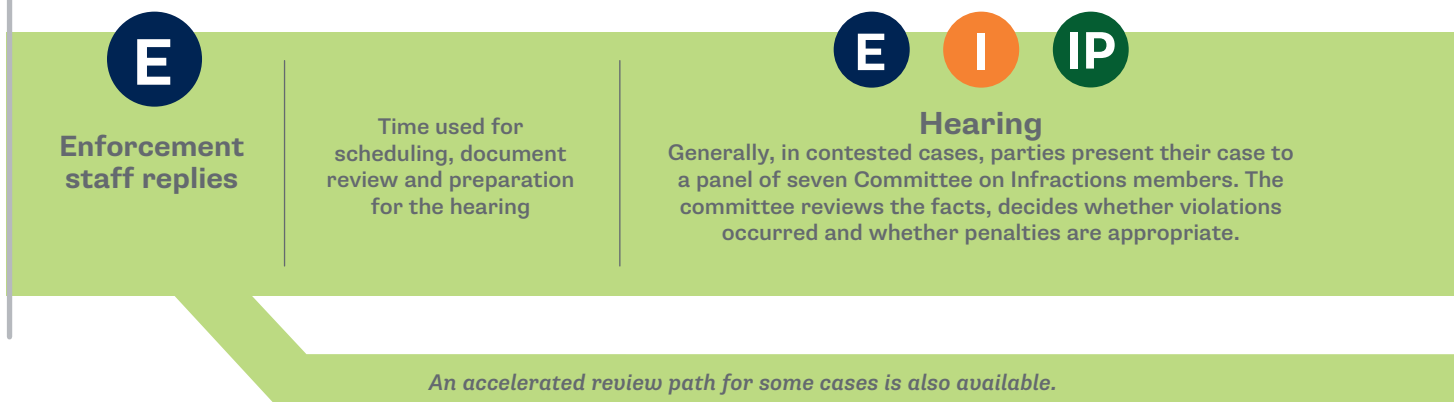 E
Enforcement
staff replies
Time used for
scheduling, document
review and preparation
for the hearing
E I IP
Hearing
Generally, in contested cases, parties present their case to
a panel of seven Committee on Infractions members. The
committee reviews the facts, decides whether violations
occurred and whether penalties are appropriate.
An accelerated review path for some cases is also available.